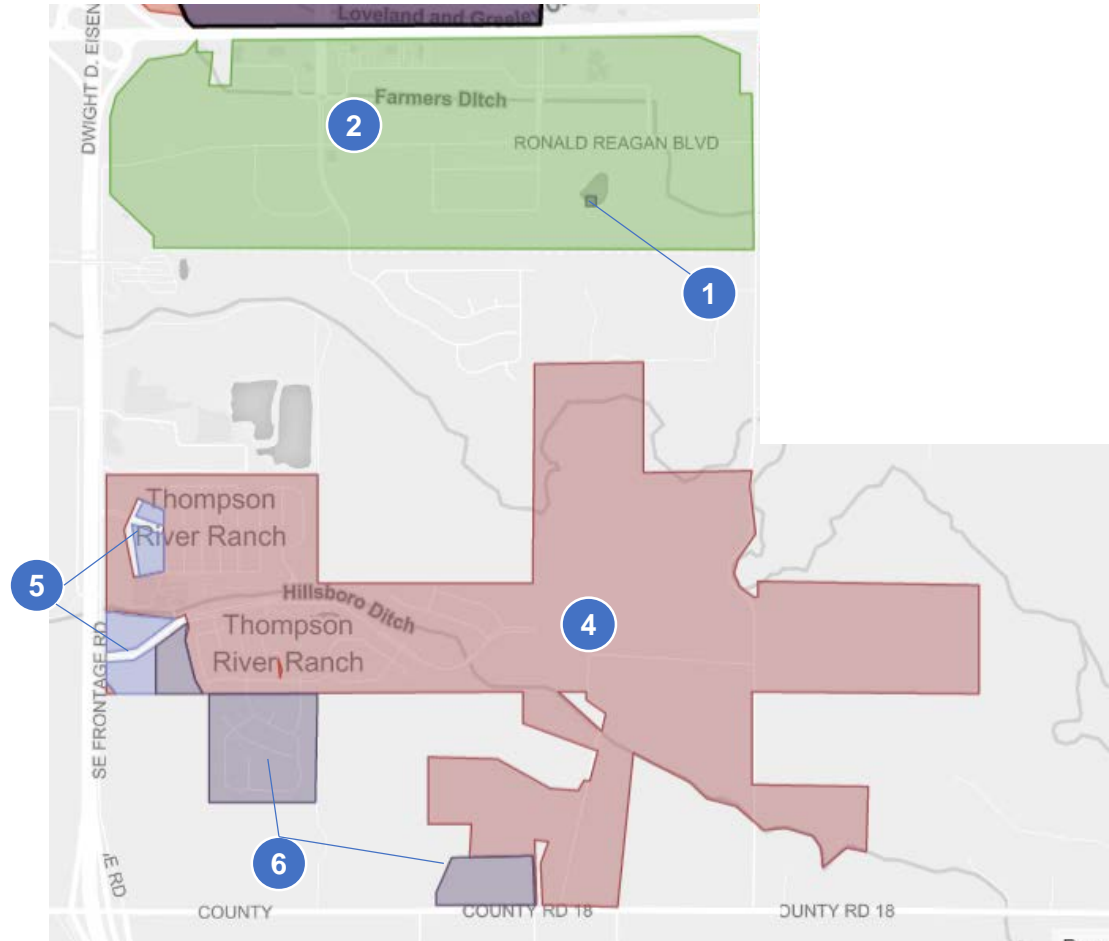 Loveland and Greeley
DWIGHT D. EISEN
Farmers Ditch
2
RONALD REAGAN BLVD
1
Thompson
River Ranch
5
Hillsboro Ditch
Thompson
River Ranch
4
SE FRONTAGE RD
6
E RD
COUNTY
COUNTY RD 18
OUNTY RD 18